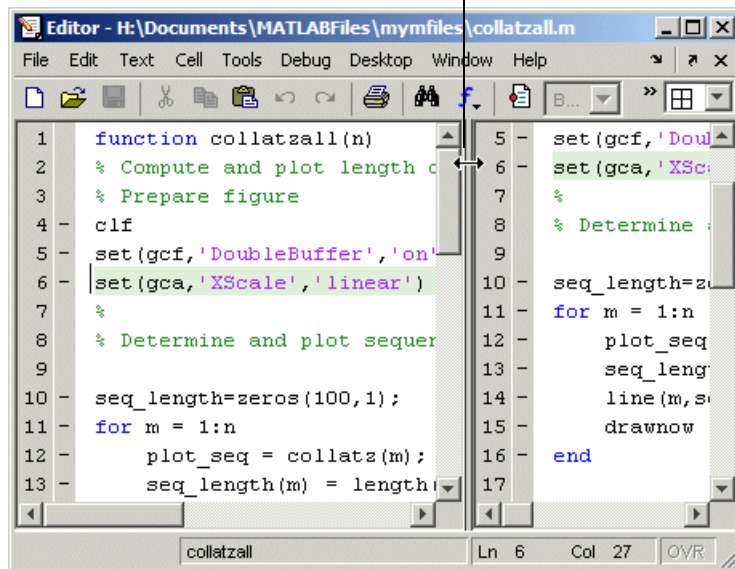 Editor - H:\Documents\MATLABFiles\mymfiles\collatzall.m
File Edit Text Cell Tools Debug Desktop Window Help
B... »
1 function collatzall(n)
2 % Compute and plot length
3 % Prepare figure
4 - clf
5 - set(gcf,'DoubleBuffer','on'
6 - set(gca,'XScale','linear')
7 %
8 % Determine and plot sequen
9
10 - seq_length=zeros(100,1);
11 - for m = 1:n
12 - plot_seq = collatz(m);
13 - seq_length(m) = length(
5 - set(gcf,'Doub
6 - set(gca,'XSca
7 %
8 % Determine
9
10 - seq_length=ze
11 - for m = 1:n
12 - plot_seq
13 - seq_leng
14 - line(m,s
15 - drawnow
16 - end
17
collatzall Ln 6 Col 27 OVR